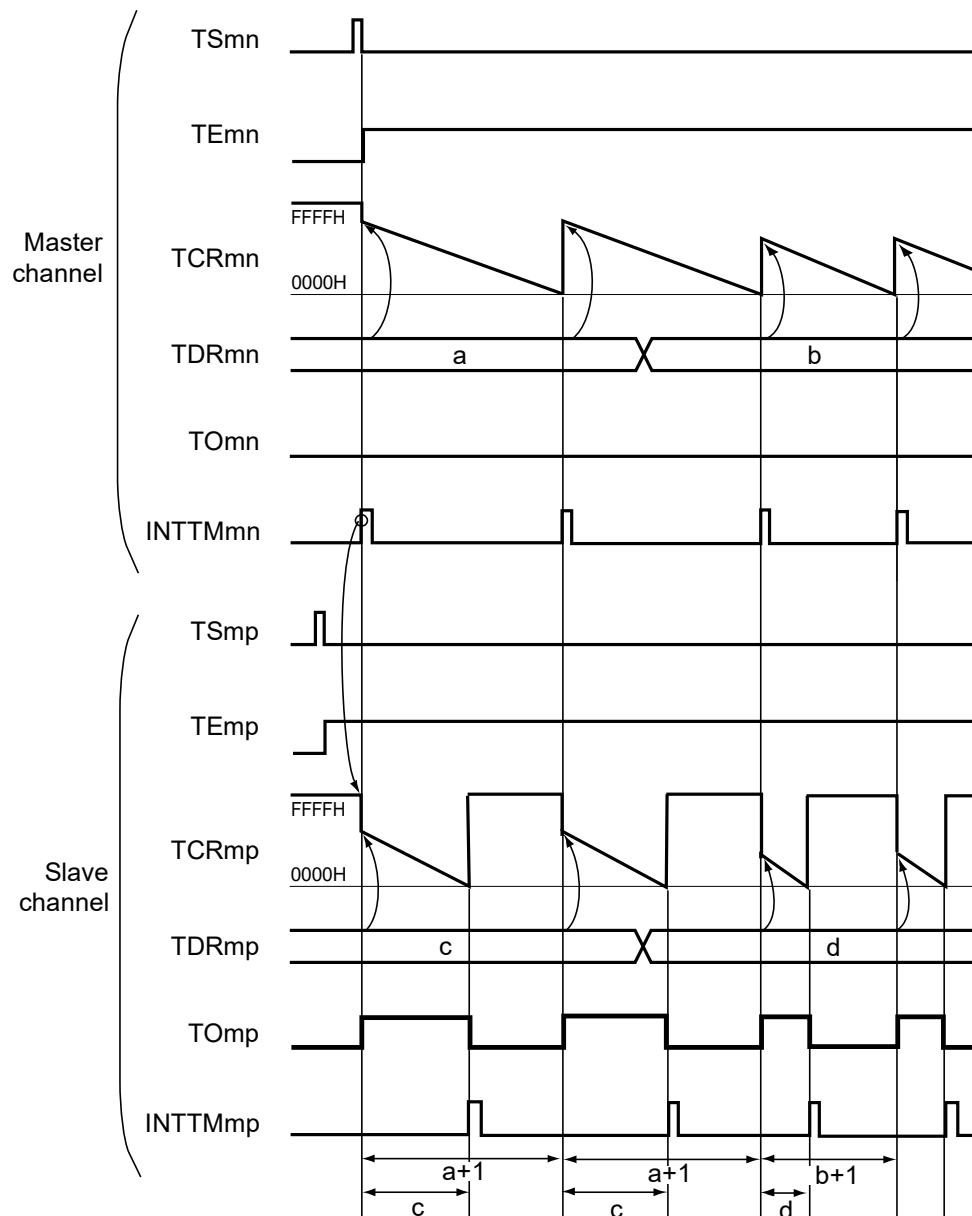 Master
channel
TSmn
TEmn
TCRmn
FFFFH
0000H
TDRmn
a
b
TOmn
INTTMmn
Slave
channel
TSmp
TEmp
TCRmp
FFFFH
0000H
TDRmp
c
d
TOmp
INTTMmp
a+1
a+1
b+1
c
c
d